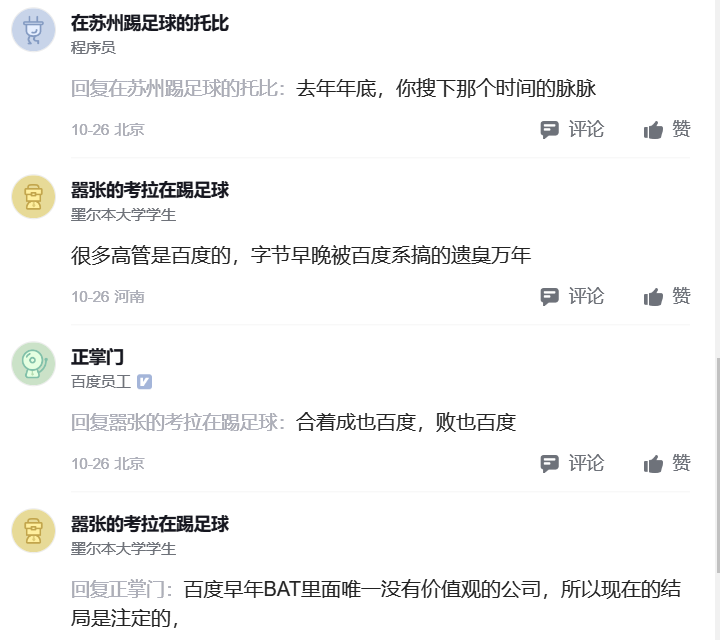 在苏州踢足球的托比
程序员
回复在苏州踢足球的托比：去年年底，你搜下那个时间的脉脉
10-26 北京 评论 赞
嚣张的考拉在踢足球
墨尔本大学学生
很多高管是百度的，字节早晚被百度系搞的遗臭万年
10-26 河南 评论 赞
正掌门
百度员工
回复嚣张的考拉在踢足球：合着成也百度，败也百度
10-26 北京 评论 赞
嚣张的考拉在踢足球
墨尔本大学学生
回复正掌门：百度早年BAT里面唯一没有价值观的公司，所以现在的结
局是注定的，